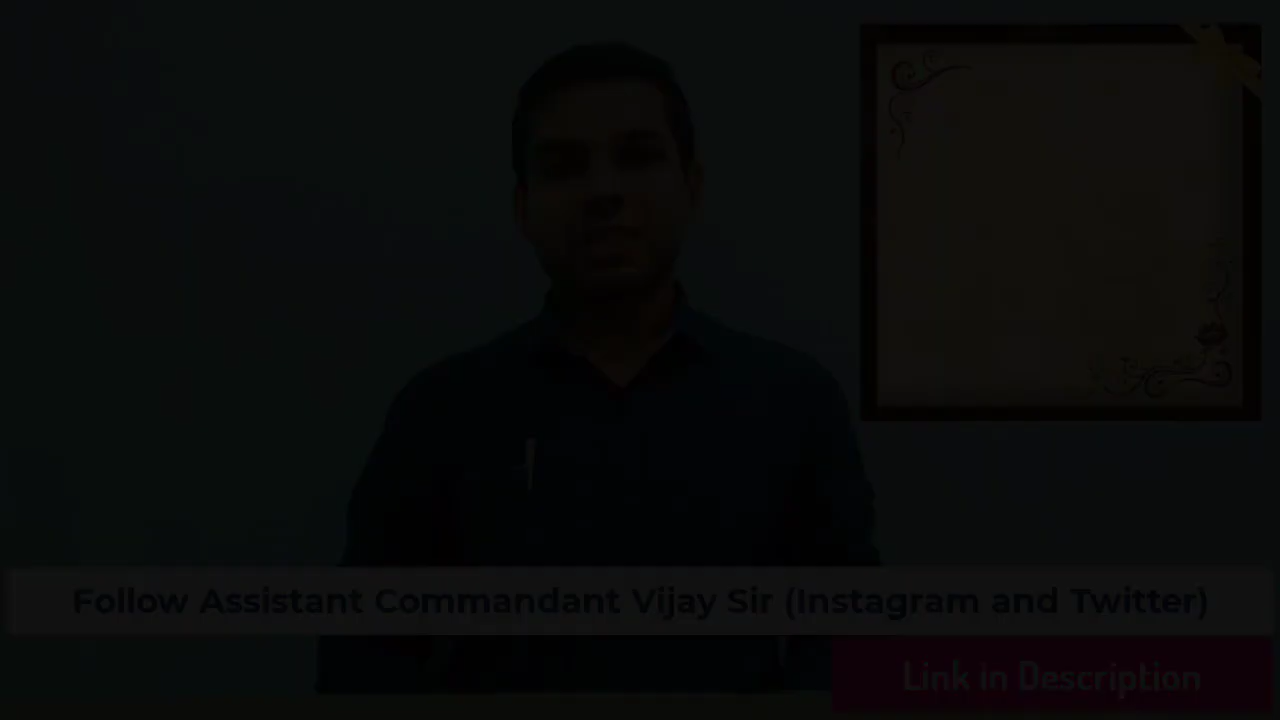 Follow Assistant Commandant Vijay Sir (Instagram and Twitter)
Link in Description